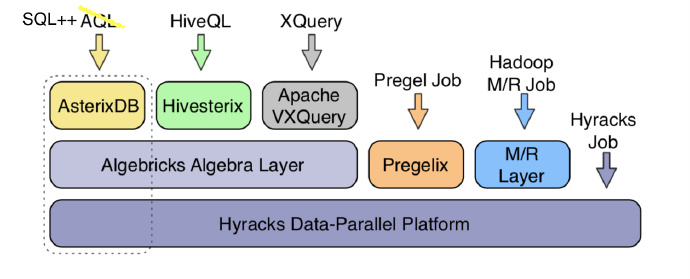 SQL++ AQL
HiveQL
XQuery
Pregel Job
Hadoop
M/R Job
Hyracks
Job
AsterixDB
Hivesterix
Apache
VXQuery
Algebricks Algebra Layer
Pregelix
M/R
Layer
Hyracks Data-Parallel Platform